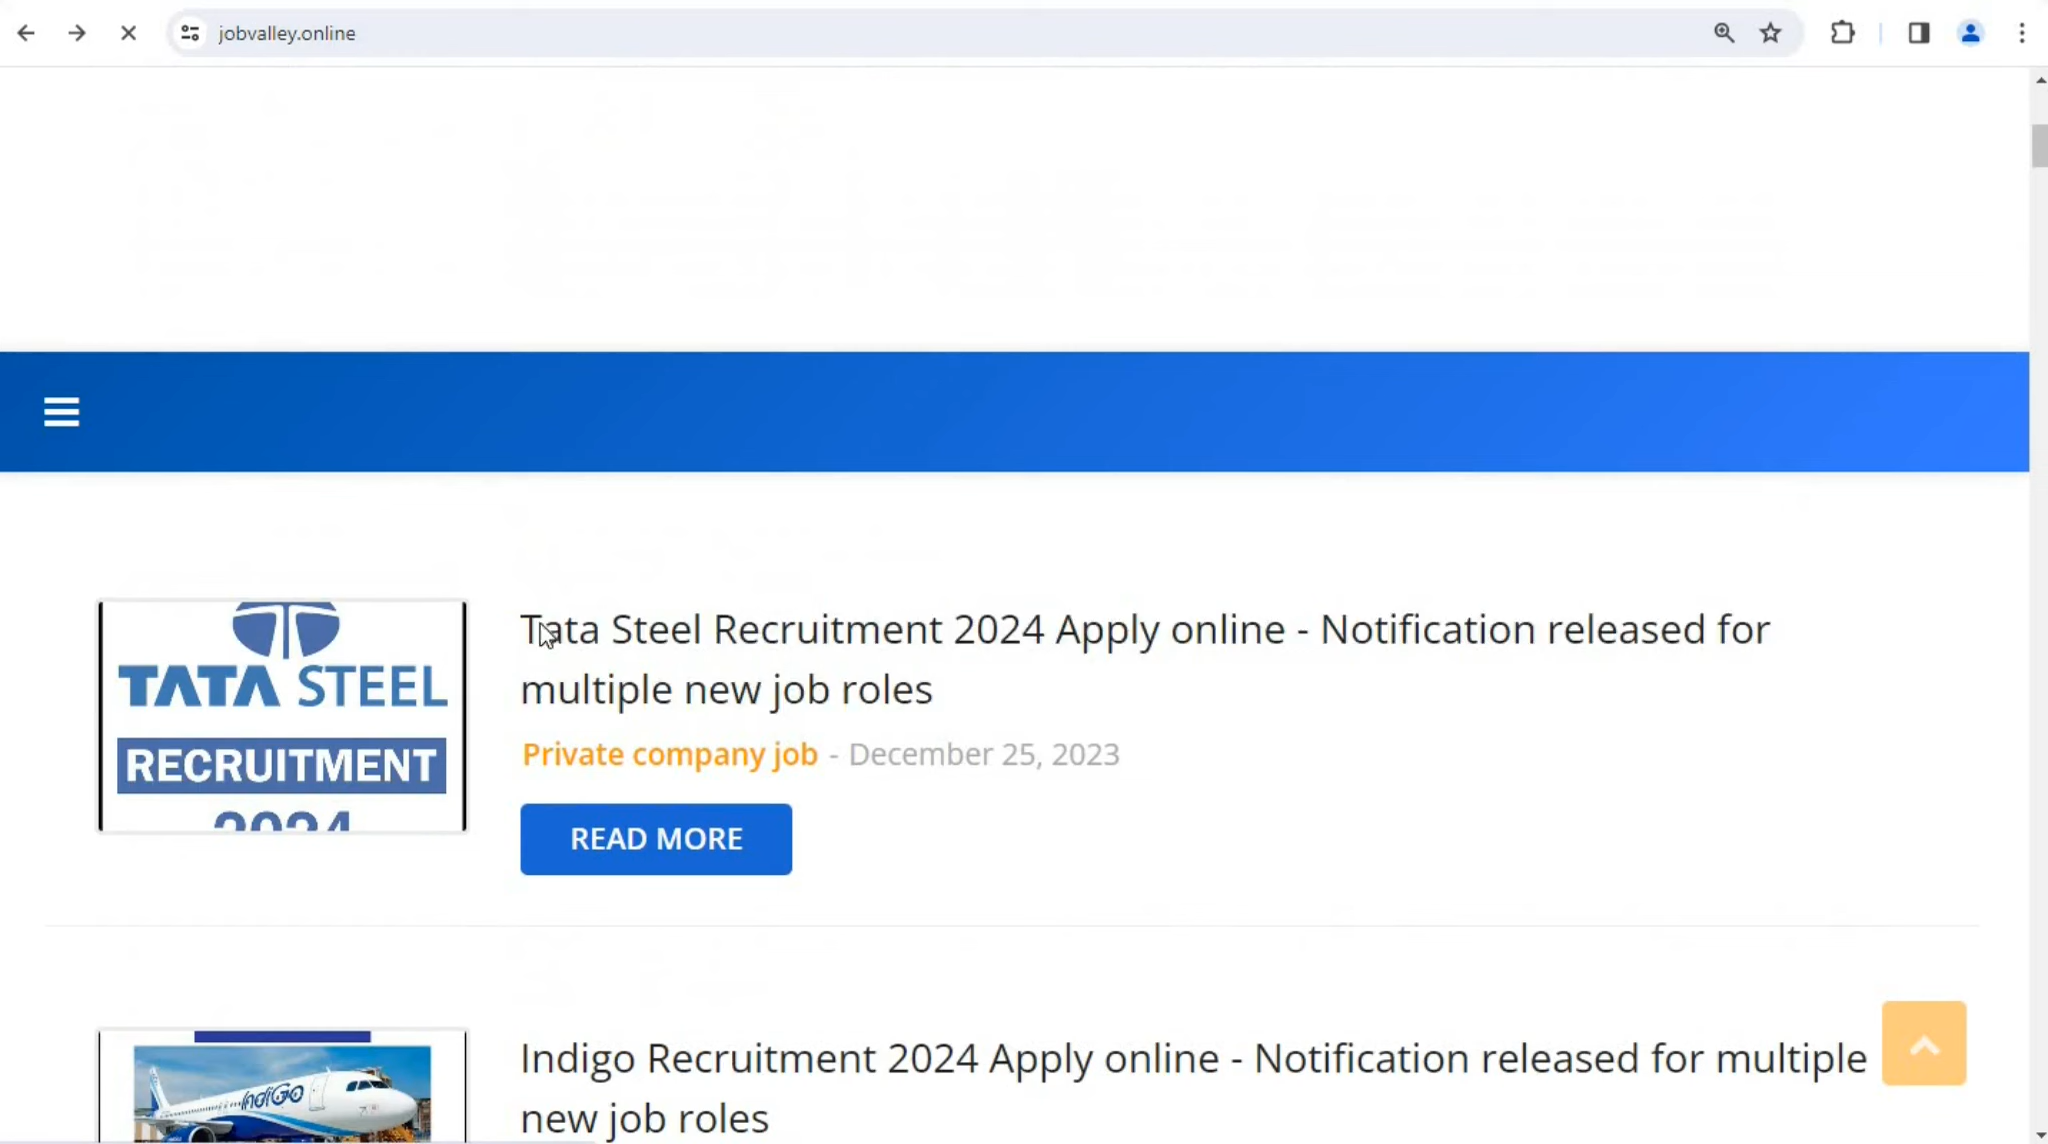 jobvalley.online
Tata Steel Recruitment 2024 Apply online - Notification released for
multiple new job roles
TATA STEEL
RECRUITMENT
2024
Private company job - December 25, 2023
READ MORE
Indigo Recruitment 2024 Apply online - Notification released for multiple
new job roles
IndiGo